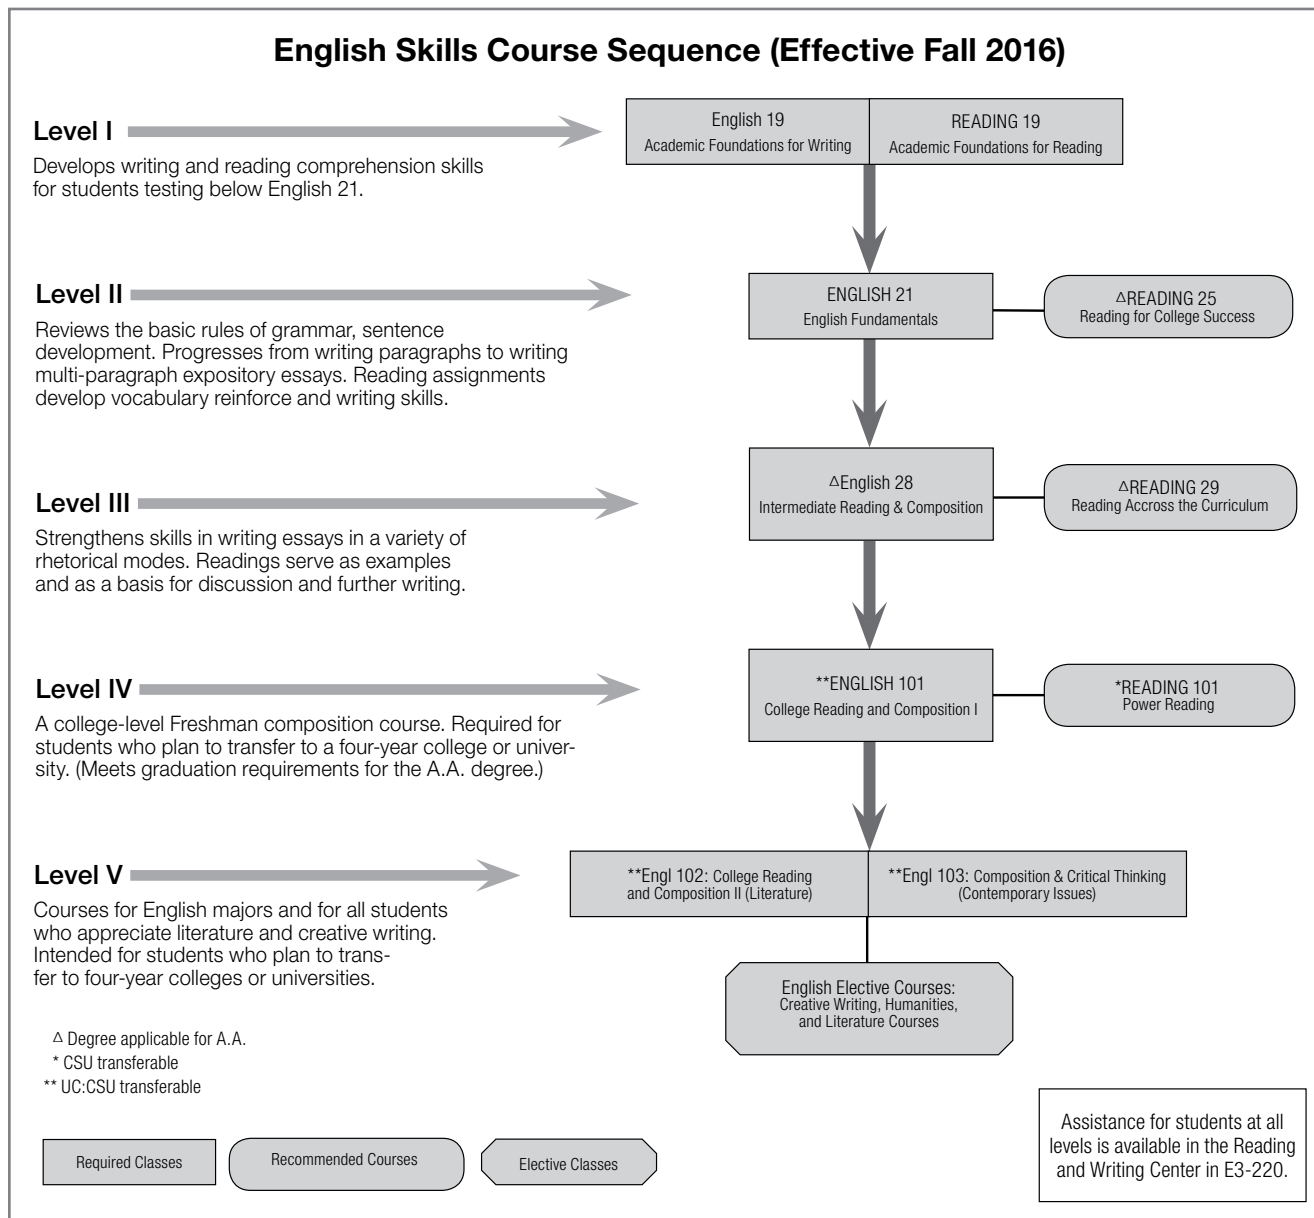 English Skills Course Sequence (Effective Fall 2016)
Level I
Develops writing and reading comprehension skills
for students testing below English 21.
English 19
Academic Foundations for Writing
READING 19
Academic Foundations for Reading
Level II
Reviews the basic rules of grammar, sentence
development. Progresses from writing paragraphs to writing
multi-paragraph expository essays. Reading assignments
develop vocabulary reinforce and writing skills.
ENGLISH 21
English Fundamentals
△READING 25
Reading for College Success
Level III
Strengthens skills in writing essays in a variety of
rhetorical modes. Readings serve as examples
and as a basis for discussion and further writing.
△English 28
Intermediate Reading & Composition
△READING 29
Reading Accross the Curriculum
Level IV
A college-level Freshman composition course. Required for
students who plan to transfer to a four-year college or univer-
sity. (Meets graduation requirements for the A.A. degree.)
**ENGLISH 101
College Reading and Composition I
*READING 101
Power Reading
Level V
Courses for English majors and for all students
who appreciate literature and creative writing.
Intended for students who plan to trans-
fer to four-year colleges or universities.
**Engl 102: College Reading
and Composition II (Literature)
**Engl 103: Composition & Critical Thinking
(Contemporary Issues)
English Elective Courses:
Creative Writing, Humanities,
and Literature Courses
△ Degree applicable for A.A.
* CSU transferable
** UC:CSU transferable
Required Classes
Recommended Courses
Elective Classes
Assistance for students at all
levels is available in the Reading
and Writing Center in E3-220.